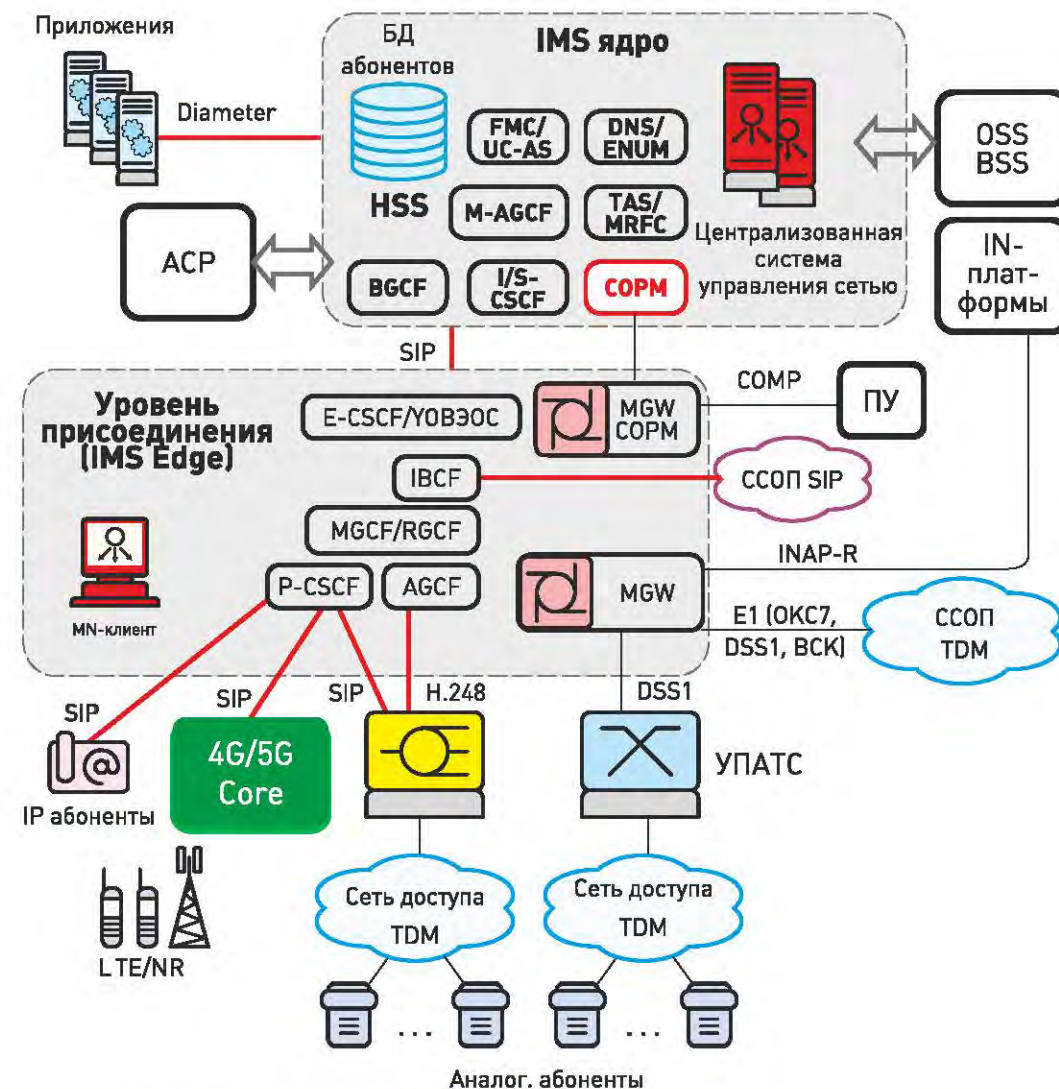 Приложения
Diameter
БД
абонентов
HSS
IMS ядро
FMC/
UC-AS
DNS/
ENUM
M-AGCF
TAS/
MRFC
BGCF
I/S-
CSCF
СОРМ
Централизованная
система
управления сетью
OSS
BSS
АСР
IN-
плат-
формы
SIP
Уровень
присоединения
(IMS Edge)
E-CSCF/УОВЭОС
MGW
СОРМ
СОМР
ПУ
IBCF
ССОП SIP
MGCF/RGCF
INAP-R
P-CSCF
AGCF
MGW
MN-клиент
E1 (ОКС7,
DSS1, ВСК)
ССОП
TDM
SIP
SIP
SIP
H.248
DSS1
IP абоненты
4G/5G
Core
УПАТС
LTE/NR
Сеть доступа
TDM
Сеть доступа
TDM
...
...
Аналог. абоненты